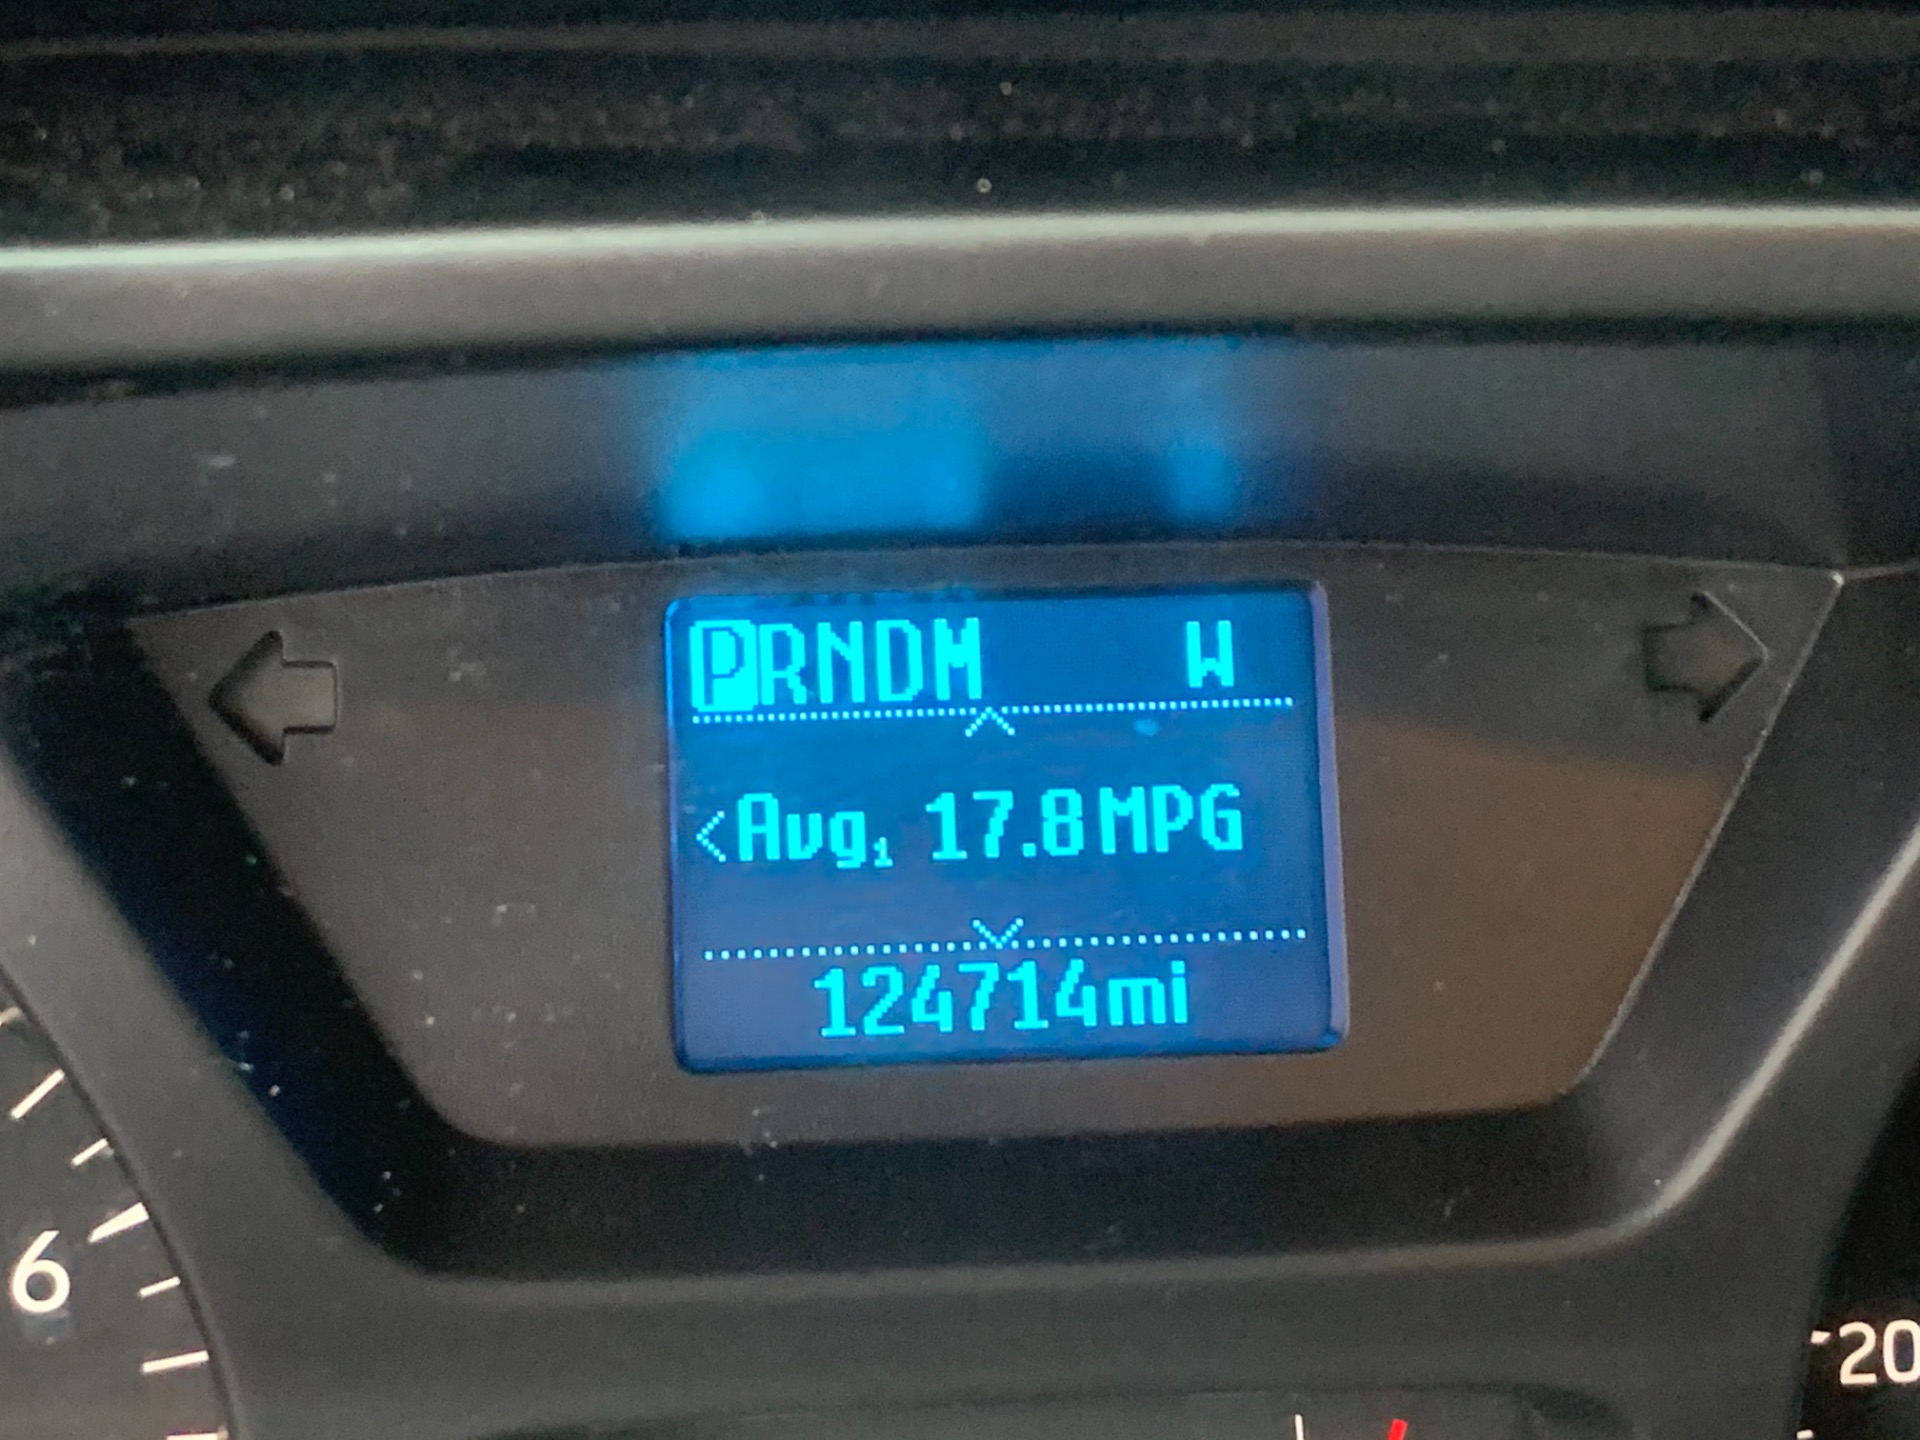 PRNDM W
<Avg₁ 17.8MPG
124714mi
6
20